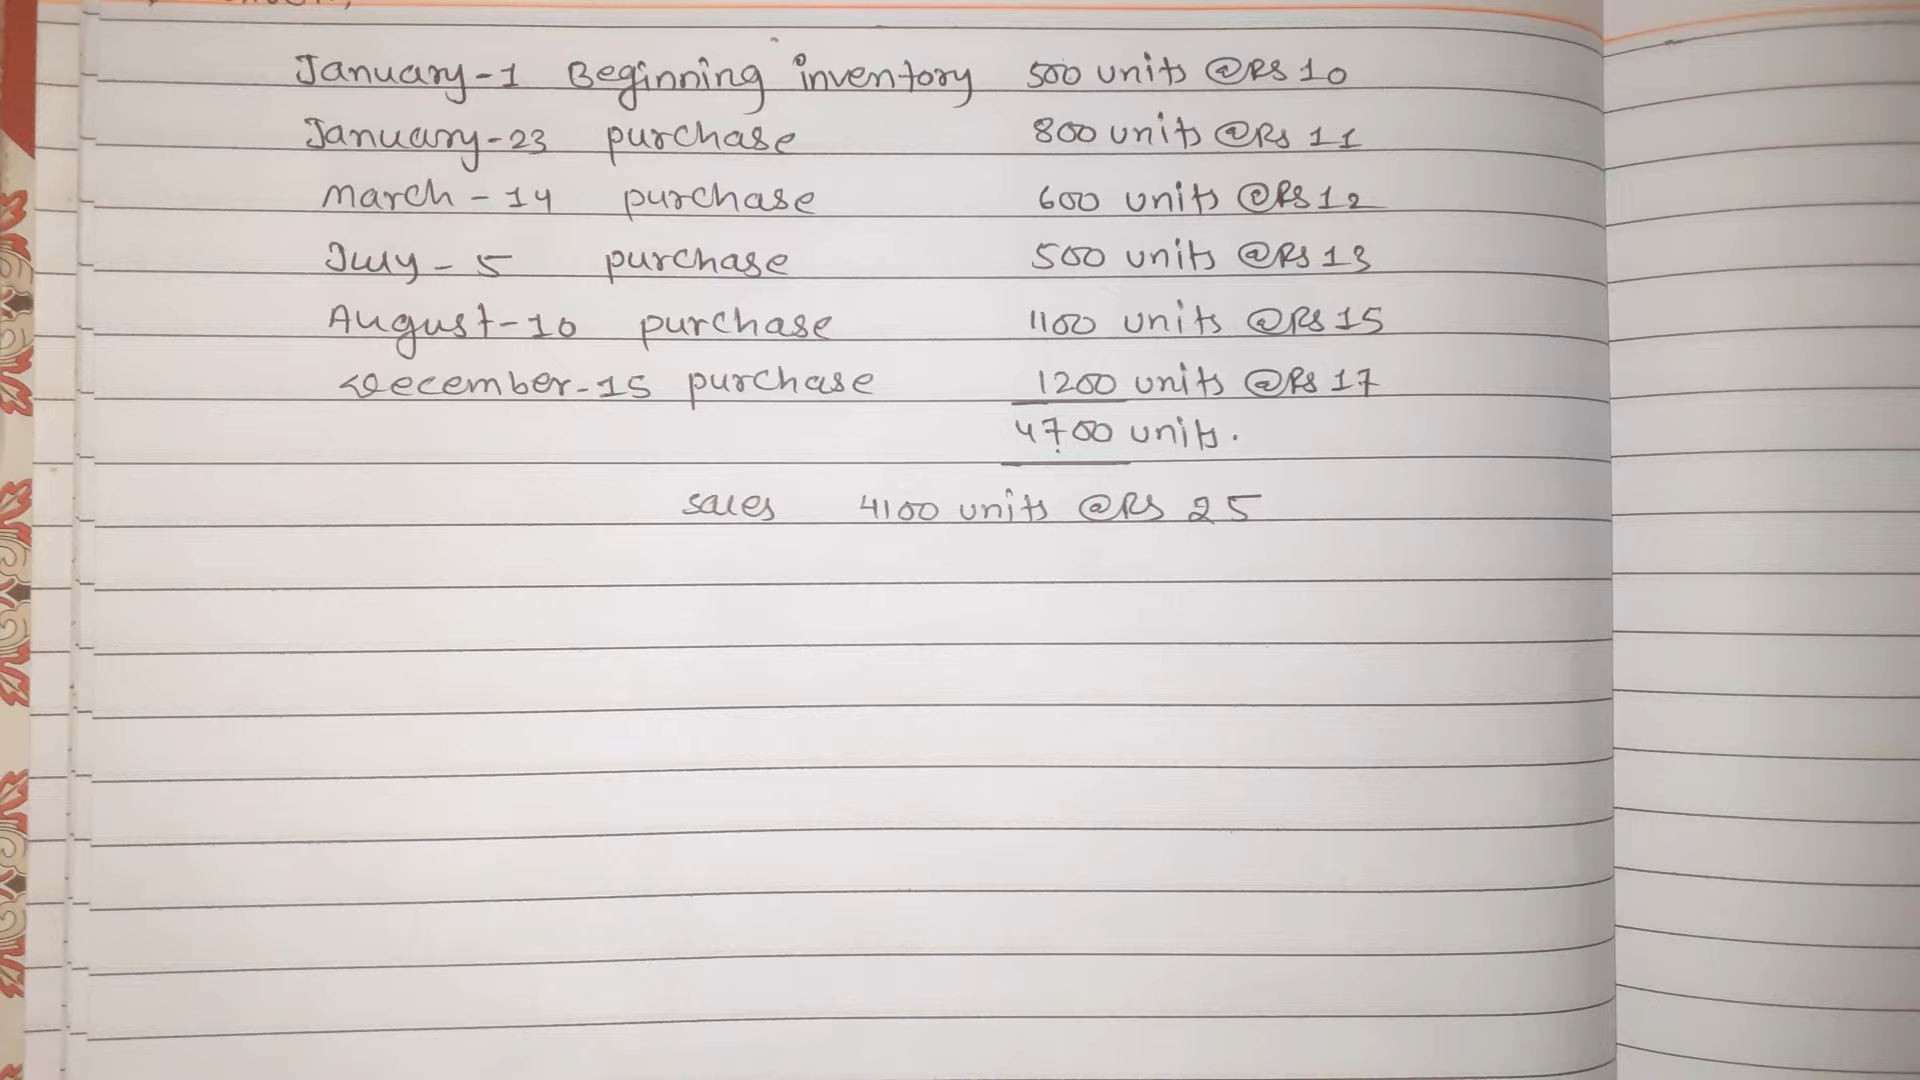 January-1 Beginning inventory 500 units @RS 10
January-23 purchase 800 units @Rs 11
March-14 purchase 600 units @Rs 12
July-5 purchase 500 units @Rs 13
August-10 purchase 1100 units @Rs 15
December-15 purchase 1200 units @Rs 17
4700 units.
sales 4100 units @Rs 25